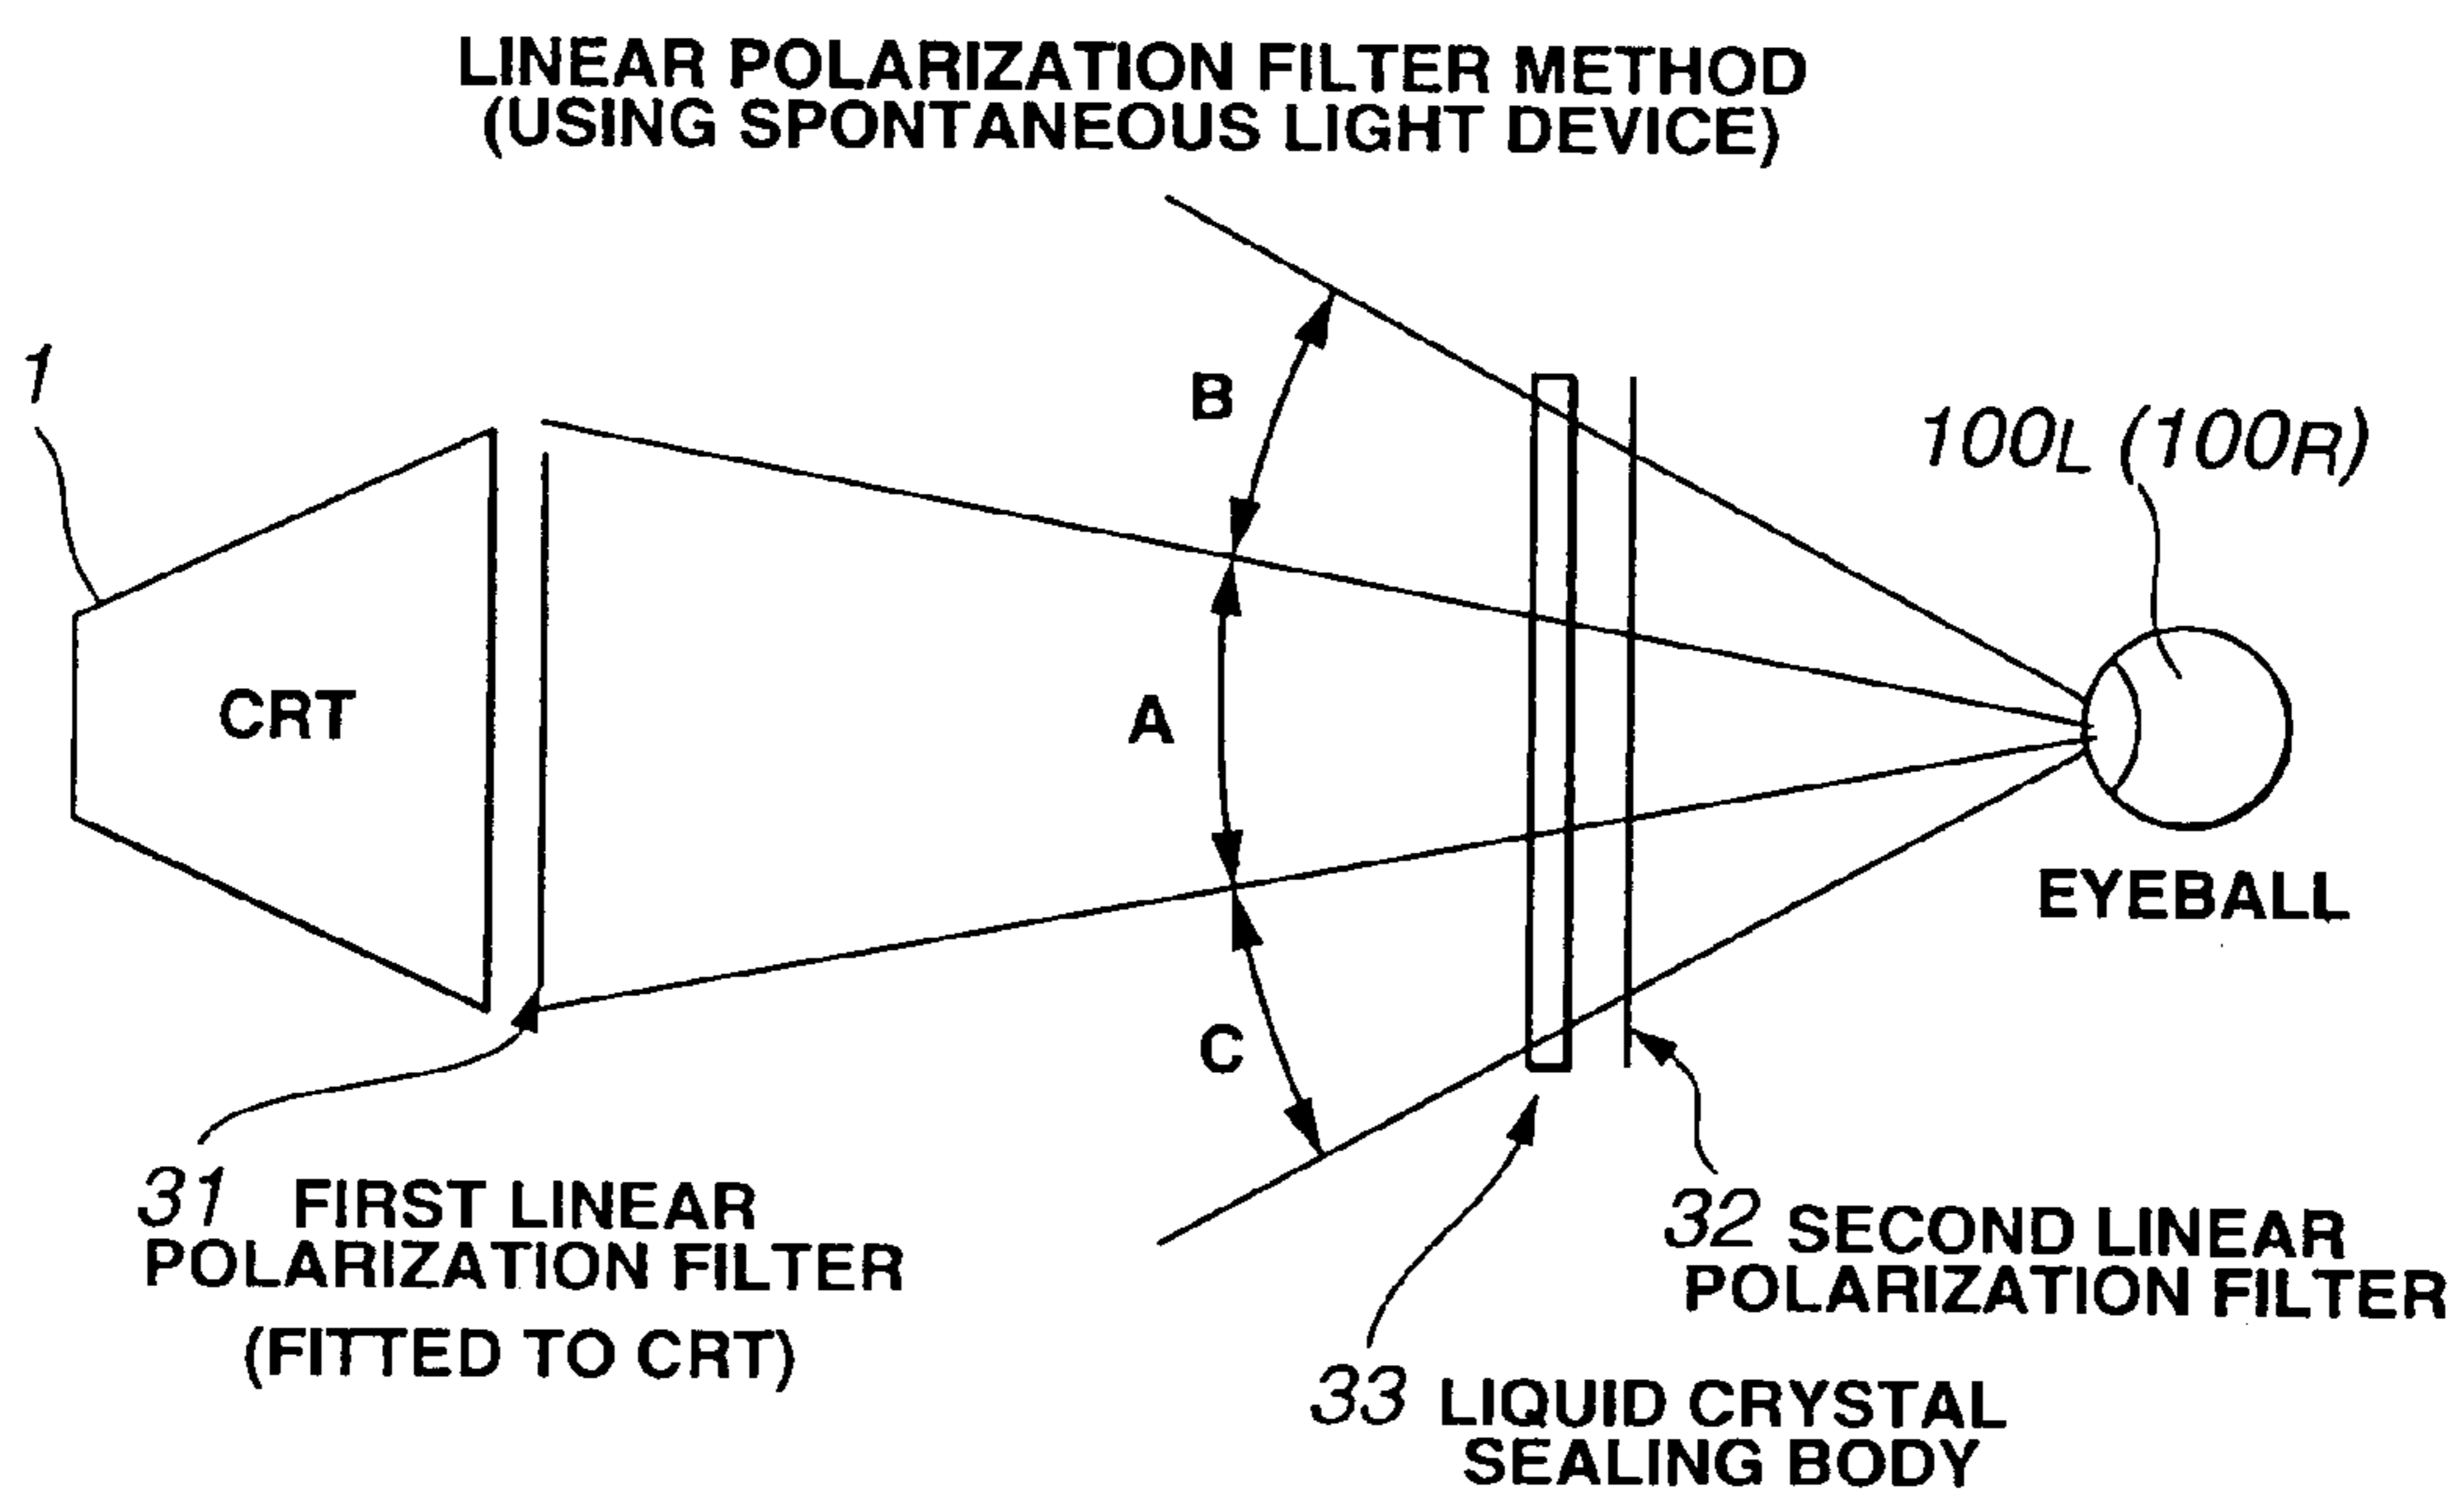 LINEAR POLARIZATION FILTER METHOD
(USING SPONTANEOUS LIGHT DEVICE)
1
B
100L (100R)
CRT
A
EYEBALL
C
31 FIRST LINEAR
POLARIZATION FILTER
(FITTED TO CRT)
32 SECOND LINEAR
POLARIZATION FILTER
33 LIQUID CRYSTAL
SEALING BODY